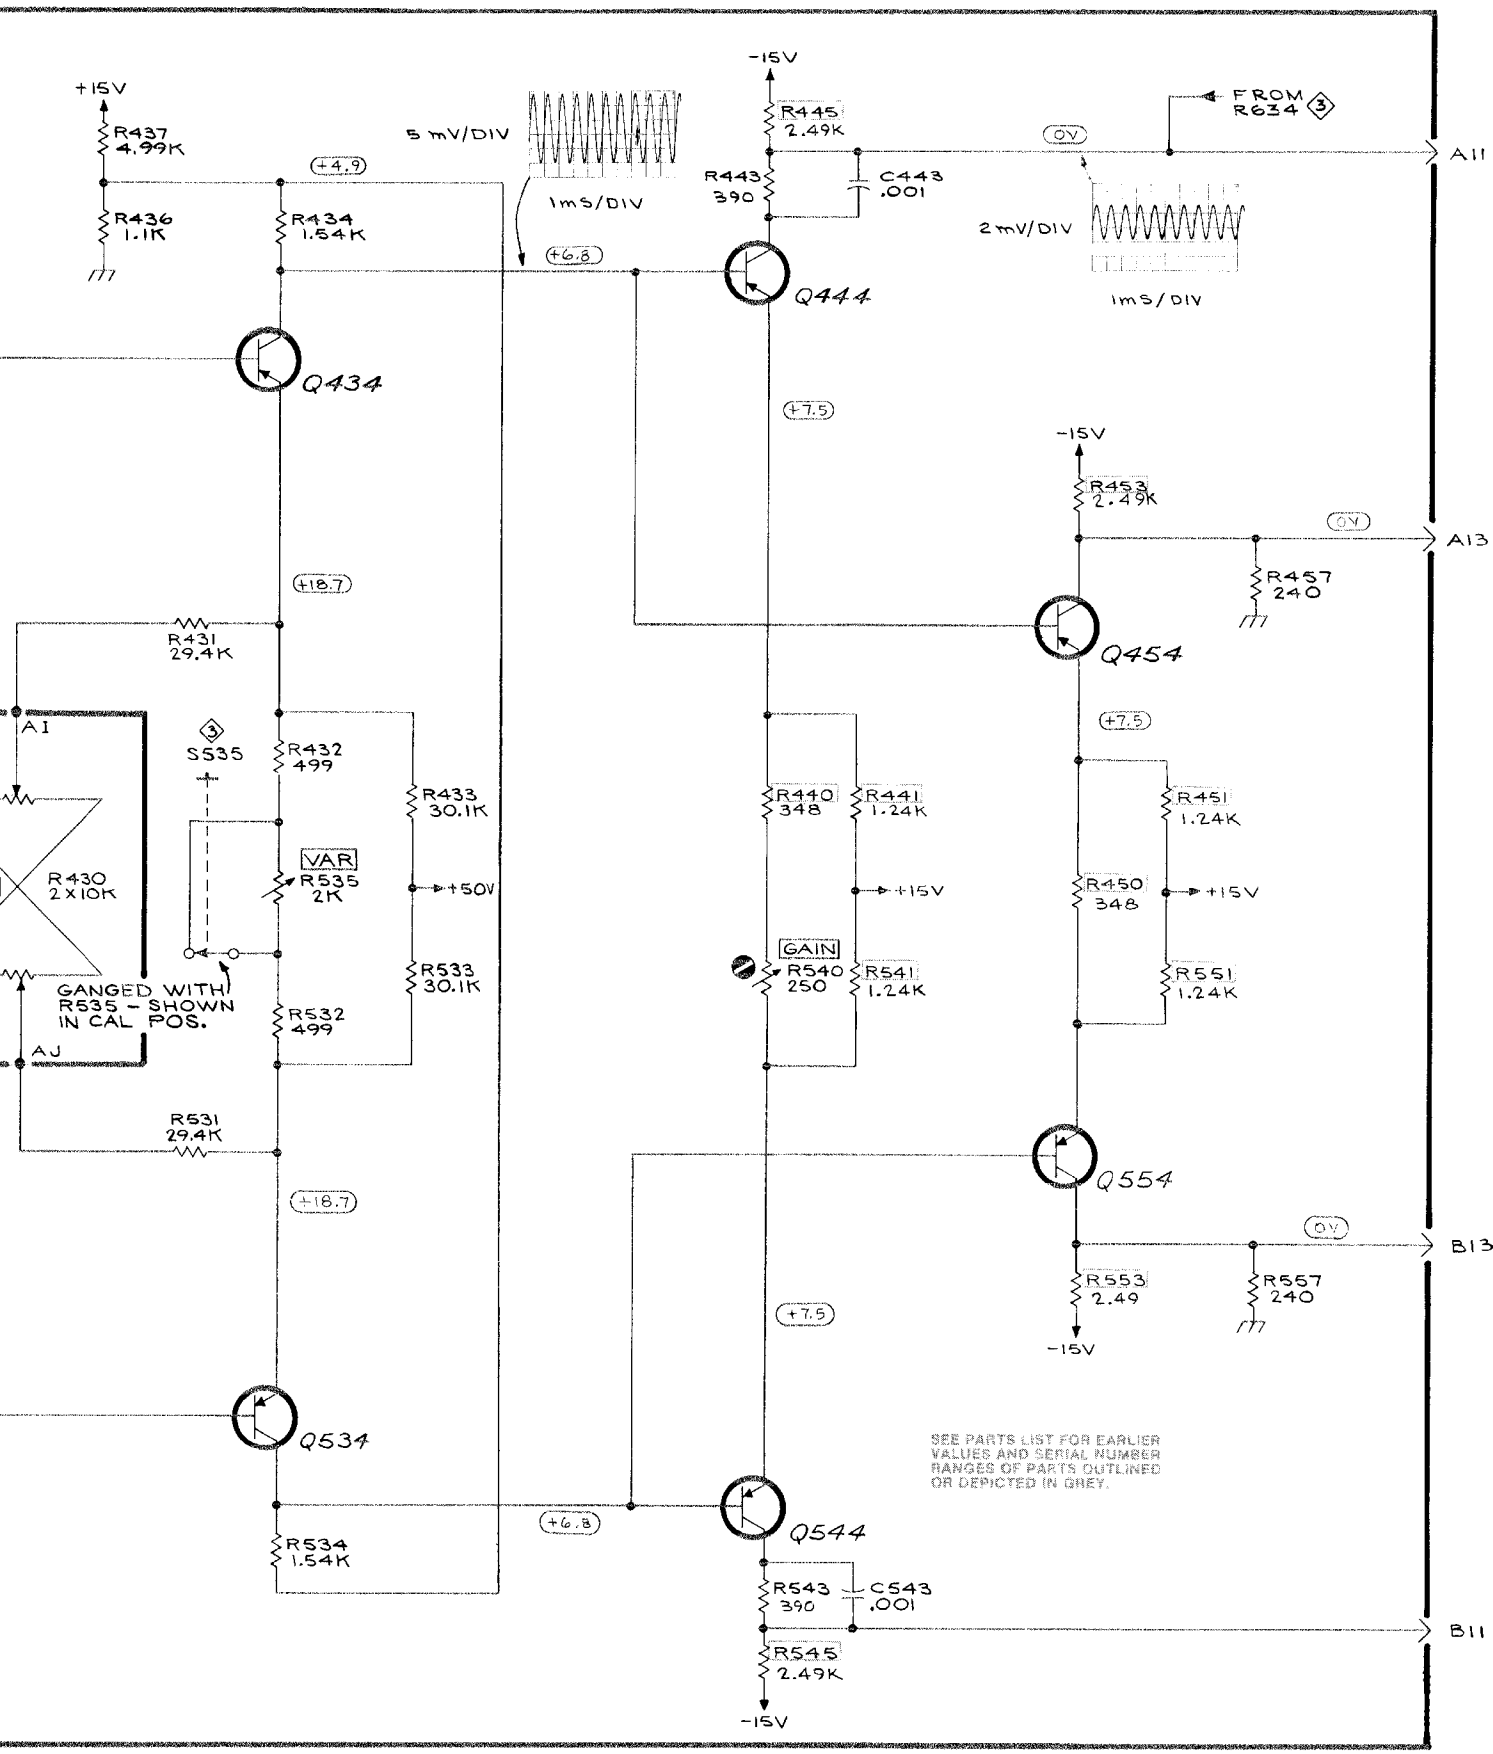 -15V
+15V
FROM
R634 3
R445
2.49K
R437
4.99K
5 mV/DIV
0V
A11
+4.9
R443
390
C443
.001
1mS/DIV
R436
1.1K
R434
1.54K
2mV/DIV
+6.8
Q444
1mS/DIV
Q434
+7.5
-15V
R453
2.49K
0V
A13
+18.7
R457
240
R431
29.4K
Q454
A1
3
S535
+7.5
R432
499
R433
30.1K
R440
348
R441
1.24K
R451
1.24K
VAR
R535
2K
R430
2X10K
+50V
+15V
R450
348
+15V
GAIN
R540
250
R533
30.1K
R541
1.24K
R551
1.24K
GANGED WITH
R535 - SHOWN
IN CAL POS.
R532
499
AJ
R531
29.4K
Q554
+18.7
0V
B13
R553
2.49
R557
240
+7.5
-15V
Q534
SEE PARTS LIST FOR EARLIER
VALUES AND SERIAL NUMBER
RANGES OF PARTS OUTLINED
OR DEPICTED IN GREY.
+6.8
Q544
R534
1.54K
R543
390
C543
.001
B11
R545
2.49K
-15V